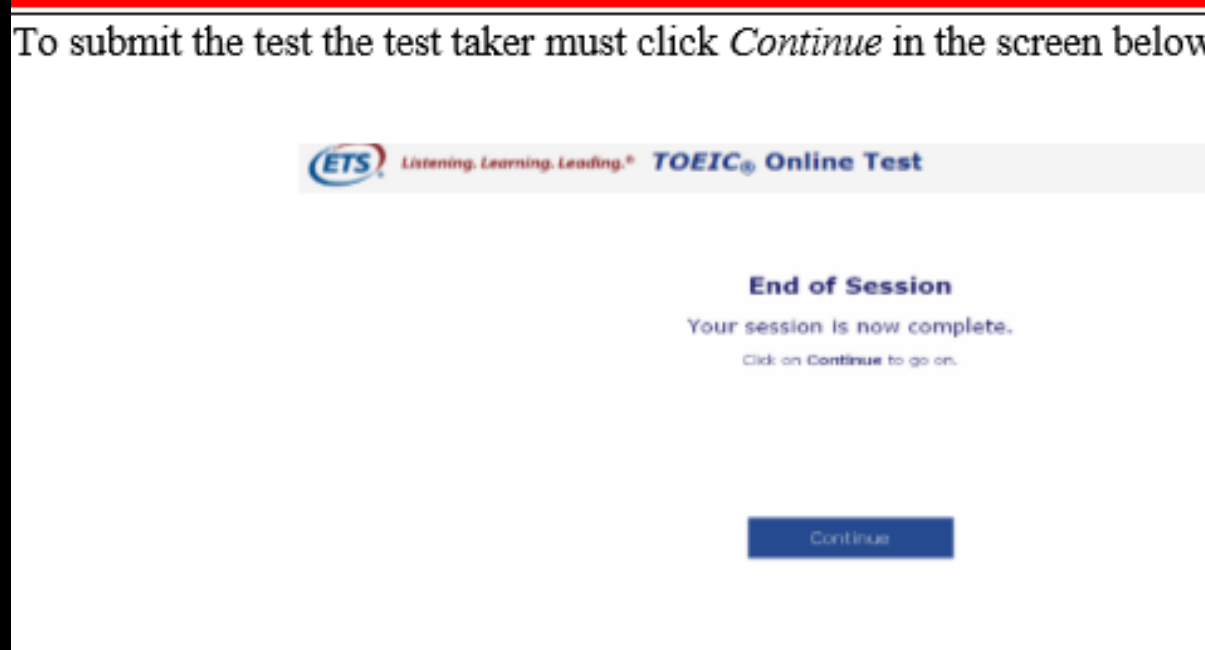 To submit the test the test taker must click Continue in the screen below
ETS Listening. Learning. Leading.® TOEIC® Online Test
End of Session
Your session is now complete.
Click on Continue to go on.
Continue